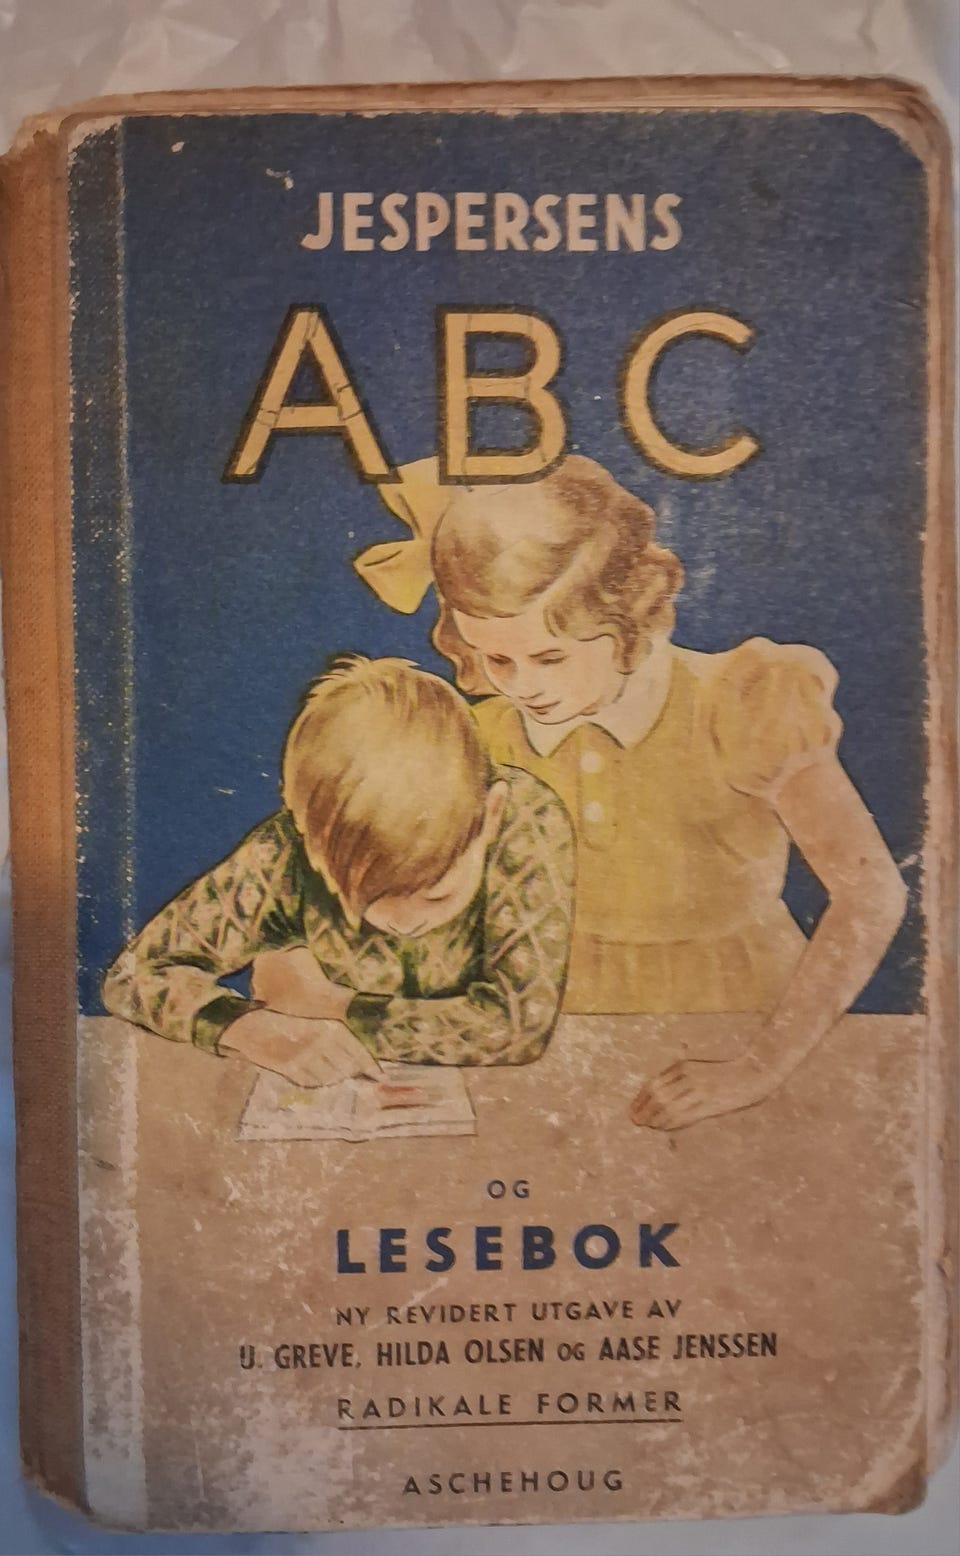 JESPERSENS
ABC
OG
LESEBOK
NY REVIDERT UTGAVE AV
U. GREVE, HILDA OLSEN OG AASE JENSSEN
RADIKALE FORMER
ASCHEHOUG